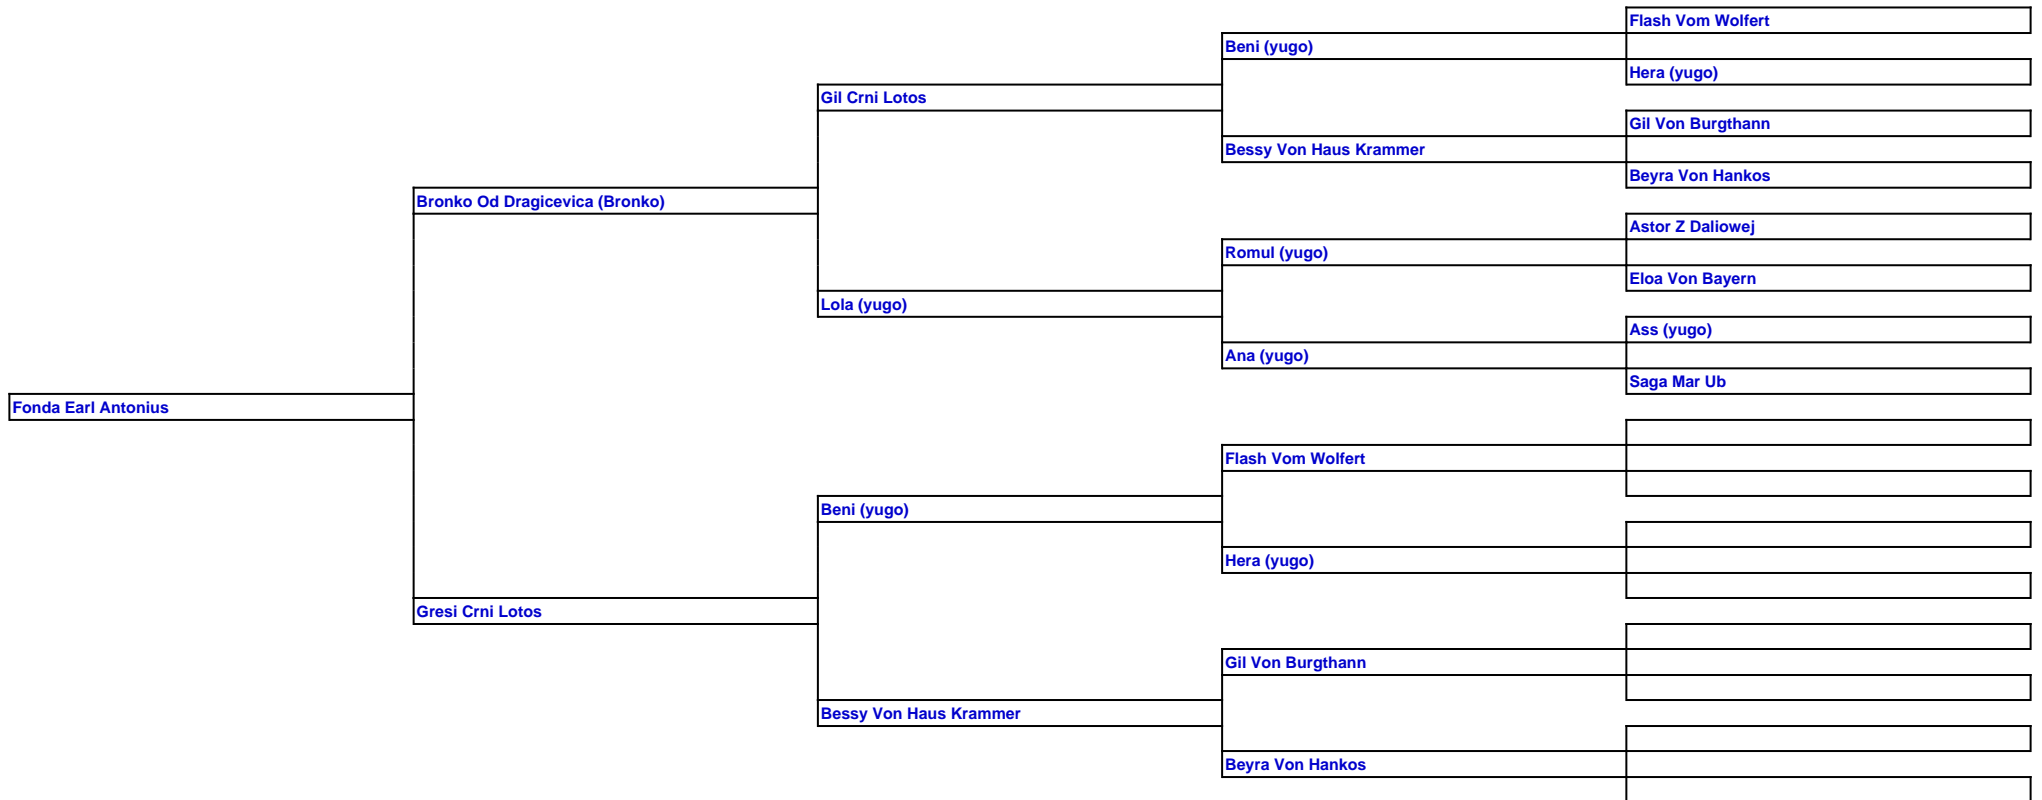 Flash Vom Wolfert
Beni (yugo)
Hera (yugo)
Gil Crni Lotos
Gil Von Burgthann
Bessy Von Haus Krammer
Beyra Von Hankos
Bronko Od Dragicevica (Bronko)
Astor Z Daliowej
Romul (yugo)
Eloa Von Bayern
Lola (yugo)
Ass (yugo)
Ana (yugo)
Saga Mar Ub
Fonda Earl Antonius
Flash Vom Wolfert
Beni (yugo)
Hera (yugo)
Gresi Crni Lotos
Gil Von Burgthann
Bessy Von Haus Krammer
Beyra Von Hankos